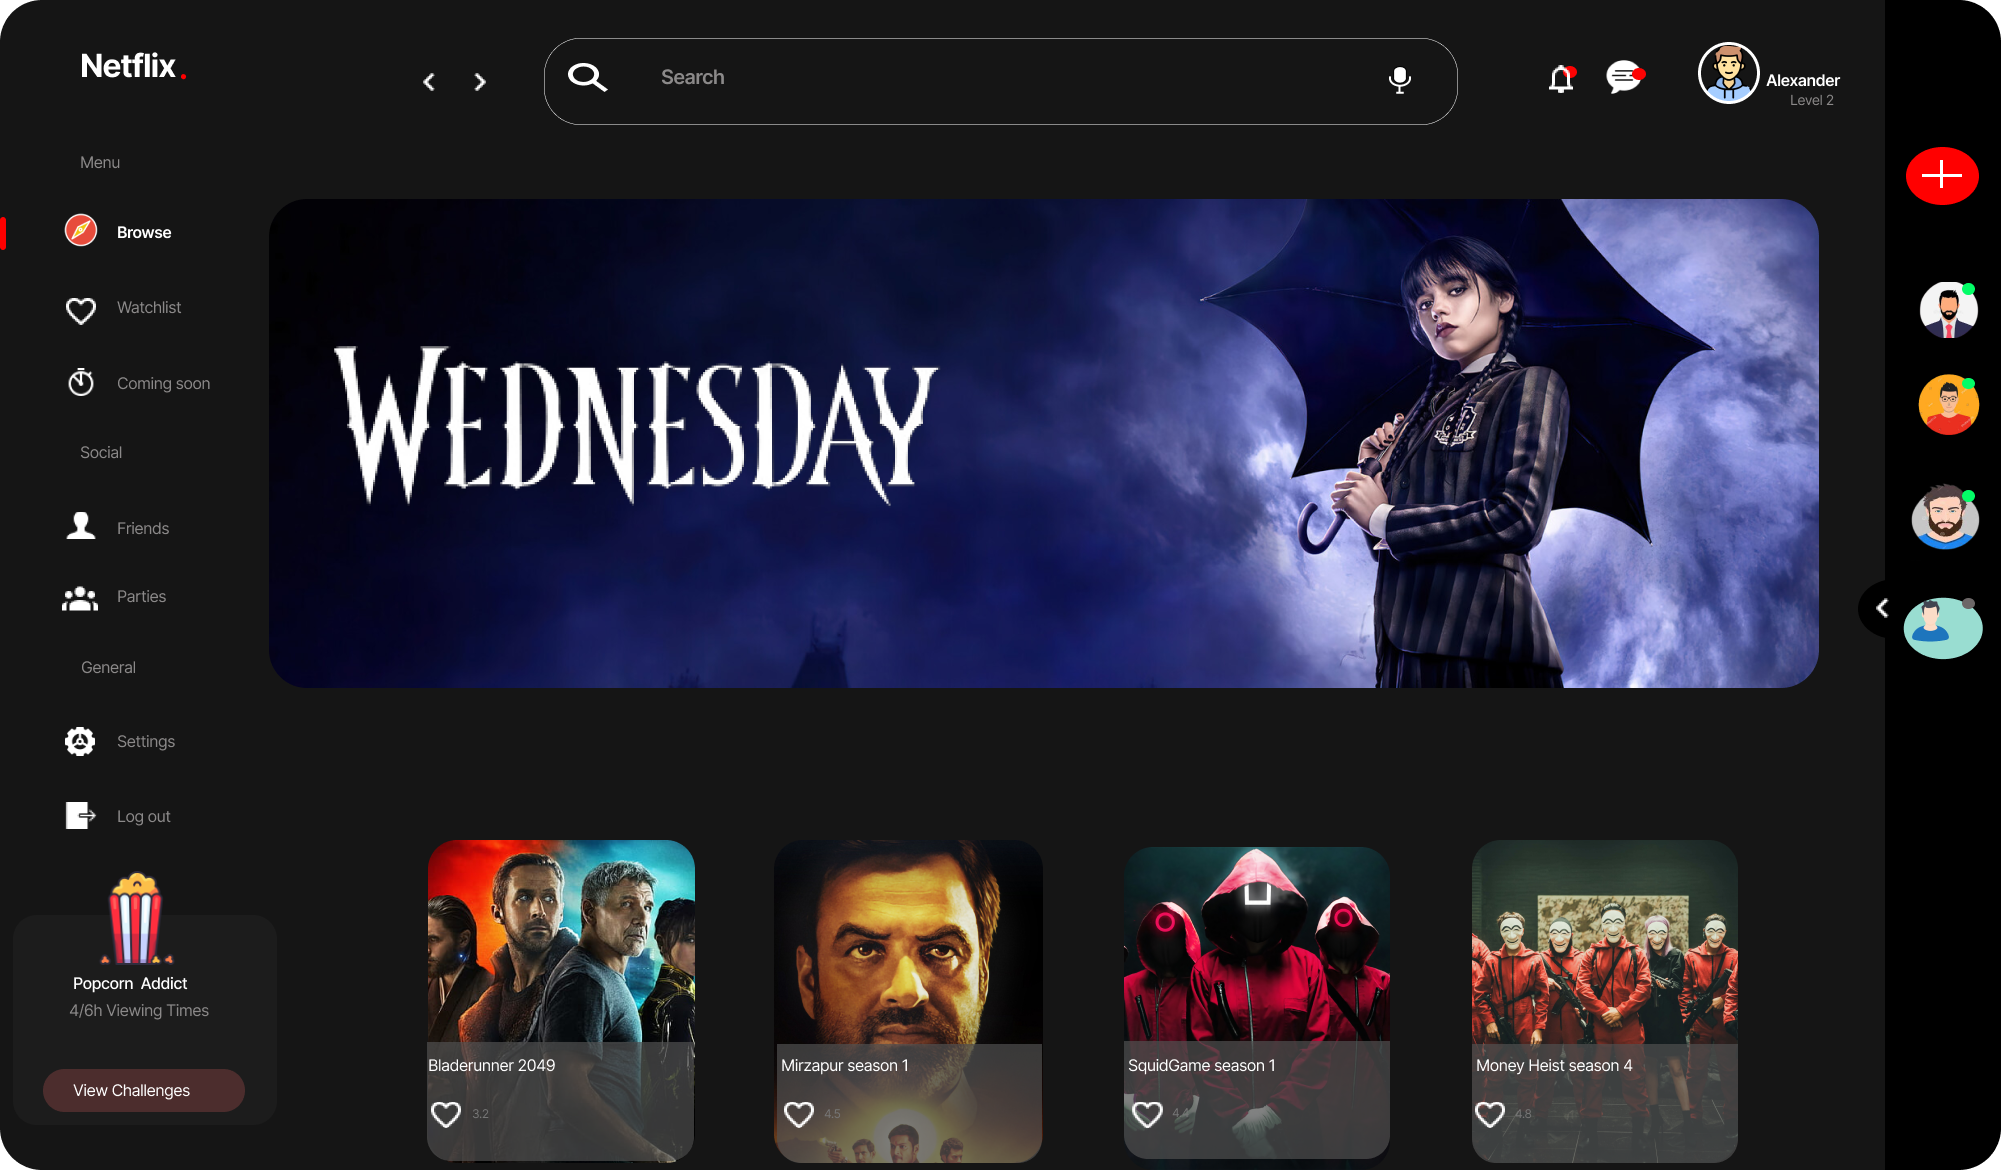 Netflix.
Search
Alexander
Level 2
Menu
Browse
Watchlist
Coming soon
Social
Friends
Parties
General
Settings
Log out
Popcorn Addict
4/6h Viewing Times
View Challenges
WEDNESDAY
Bladerunner 2049
3.2
Mirzapur season 1
4.5
SquidGame season 1
4.4
Money Heist season 4
4.8